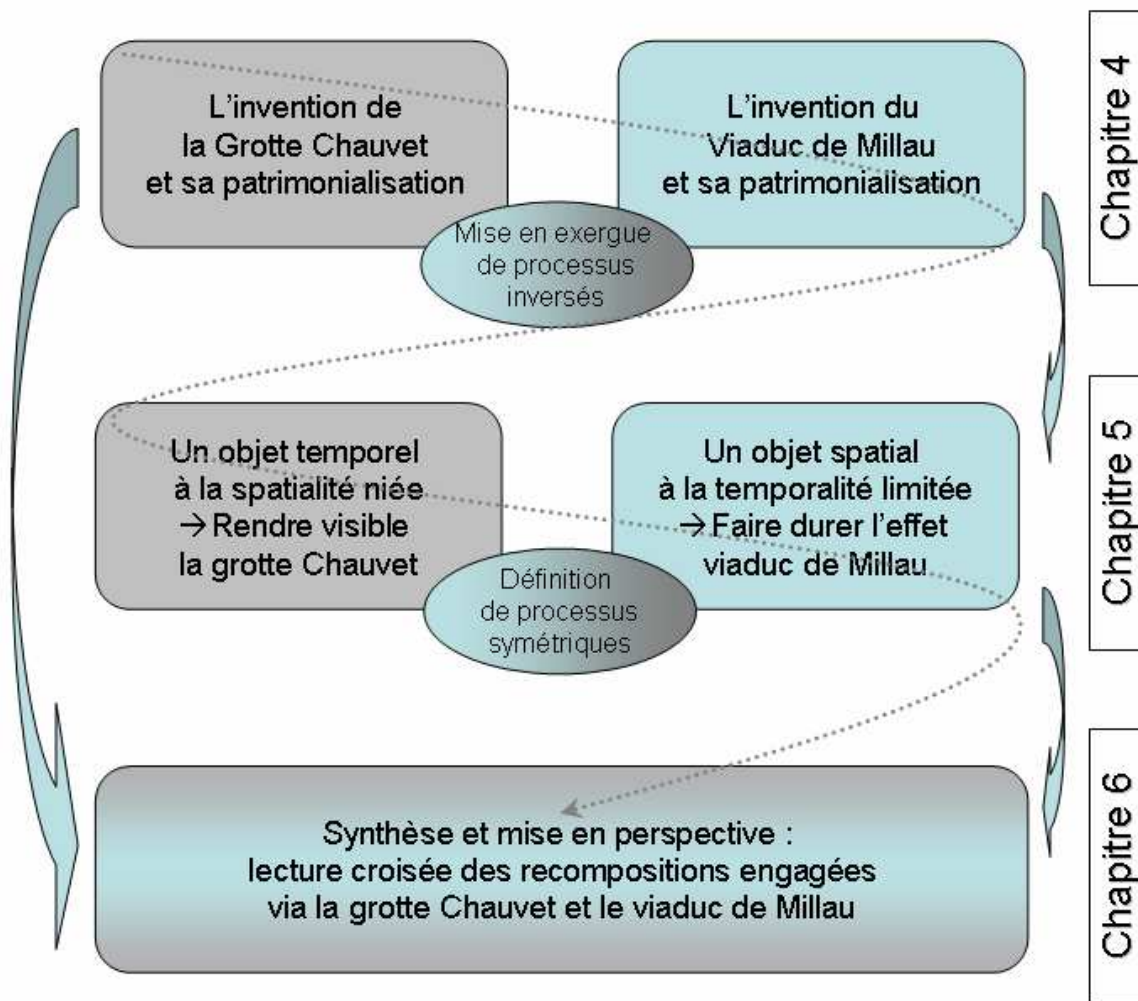 L'invention de
la Grotte Chauvet
et sa patrimonialisation
L'invention du
Viaduc de Millau
et sa patrimonialisation
Mise en exergue
de processus
inversés
Chapitre 4
Un objet temporel
à la spatialité niée
→ Rendre visible
la grotte Chauvet
Un objet spatial
à la temporalité limitée
→ Faire durer l'effet
viaduc de Millau
Définition
de processus
symétriques
Chapitre 5
Synthèse et mise en perspective :
lecture croisée des recompositions engagées
via la grotte Chauvet et le viaduc de Millau
Chapitre 6